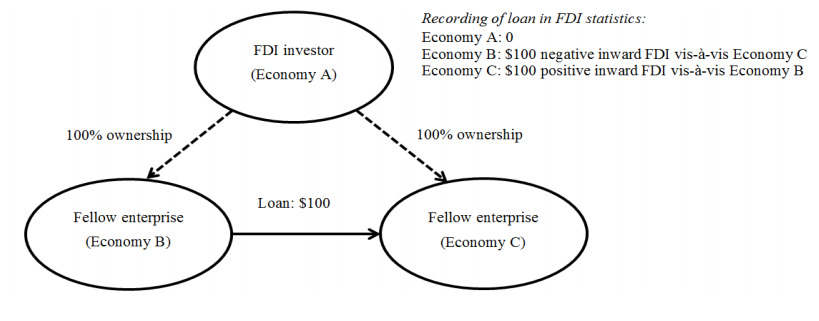 Recording of loan in FDI statistics:
Economy A: 0
Economy B: $100 negative inward FDI vis-à-vis Economy C
Economy C: $100 positive inward FDI vis-à-vis Economy B
FDI investor
(Economy A)
100% ownership
100% ownership
Loan: $100
Fellow enterprise
(Economy B)
Fellow enterprise
(Economy C)